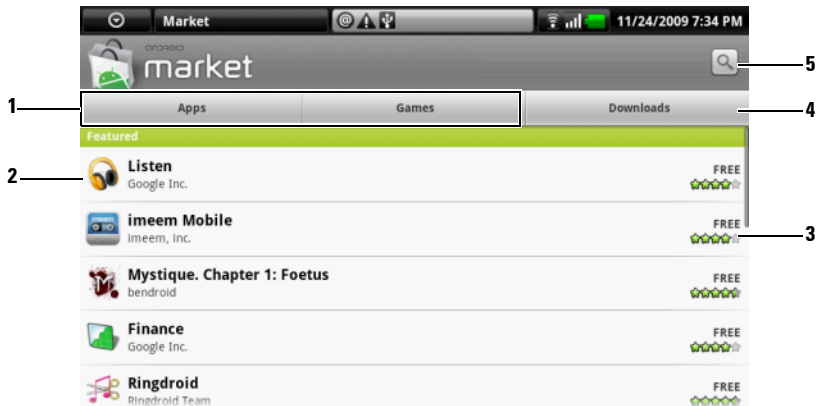 Market
@
11/24/2009 7:34 PM
ANDROID
market
5
1
Apps
Games
Downloads
4
Featured
2
Listen
Google Inc.
FREE
imeem Mobile
imeem, inc.
FREE
3
Mystique. Chapter 1: Foetus
bendroid
FREE
Finance
Google Inc.
FREE
Ringdroid
Ringdroid Team
FREE